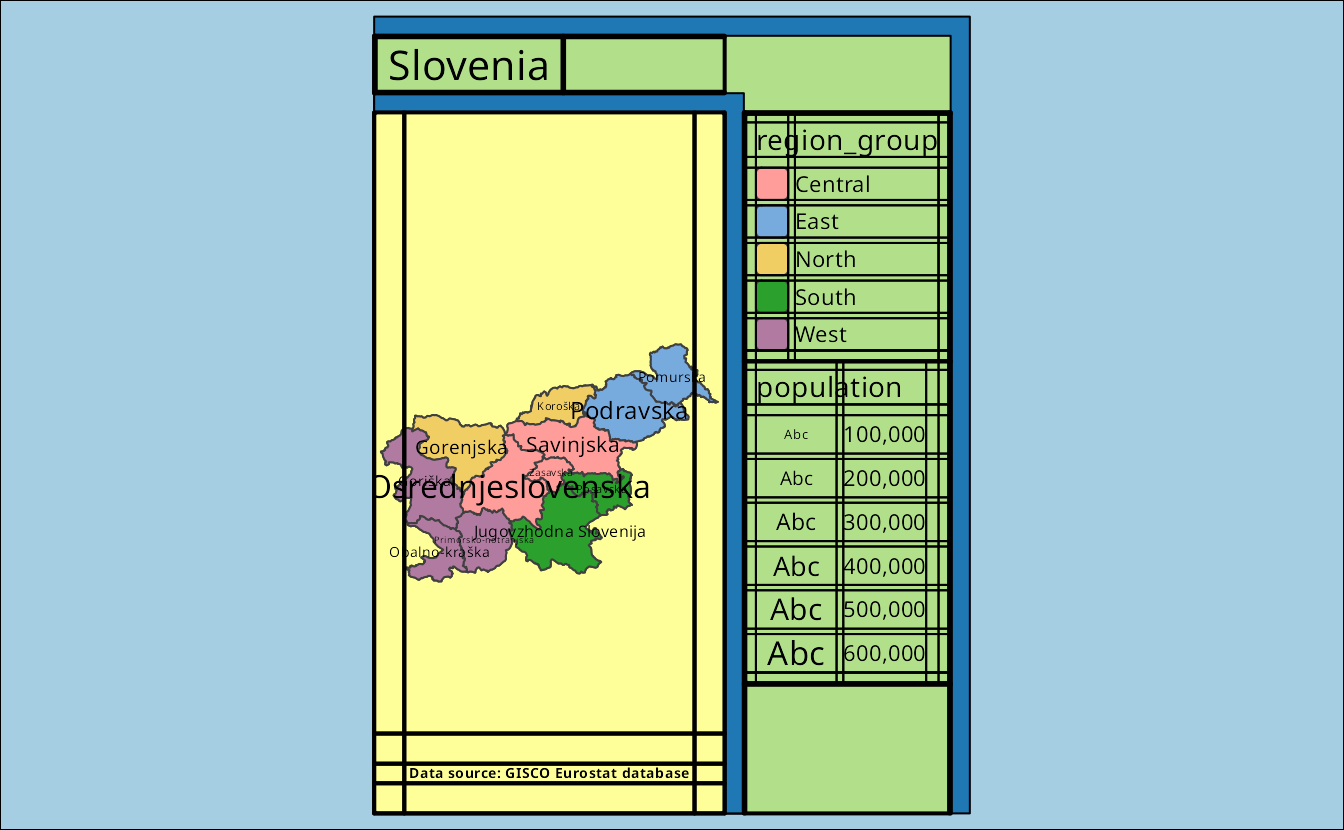 Slovenia
region_group
Central
East
North
South
West
population
Abc 100,000
Abc 200,000
Abc 300,000
Abc 400,000
Abc 500,000
Abc 600,000
Pomurska
Koroška
Podravska
Gorenjska
Savinjska
Zasavska
Goriška
Osrednjeslovenska
Posavska
Jugovzhodna Slovenija
Primorsko-notranjska
Obalno-kraška
Data source: GISCO Eurostat database